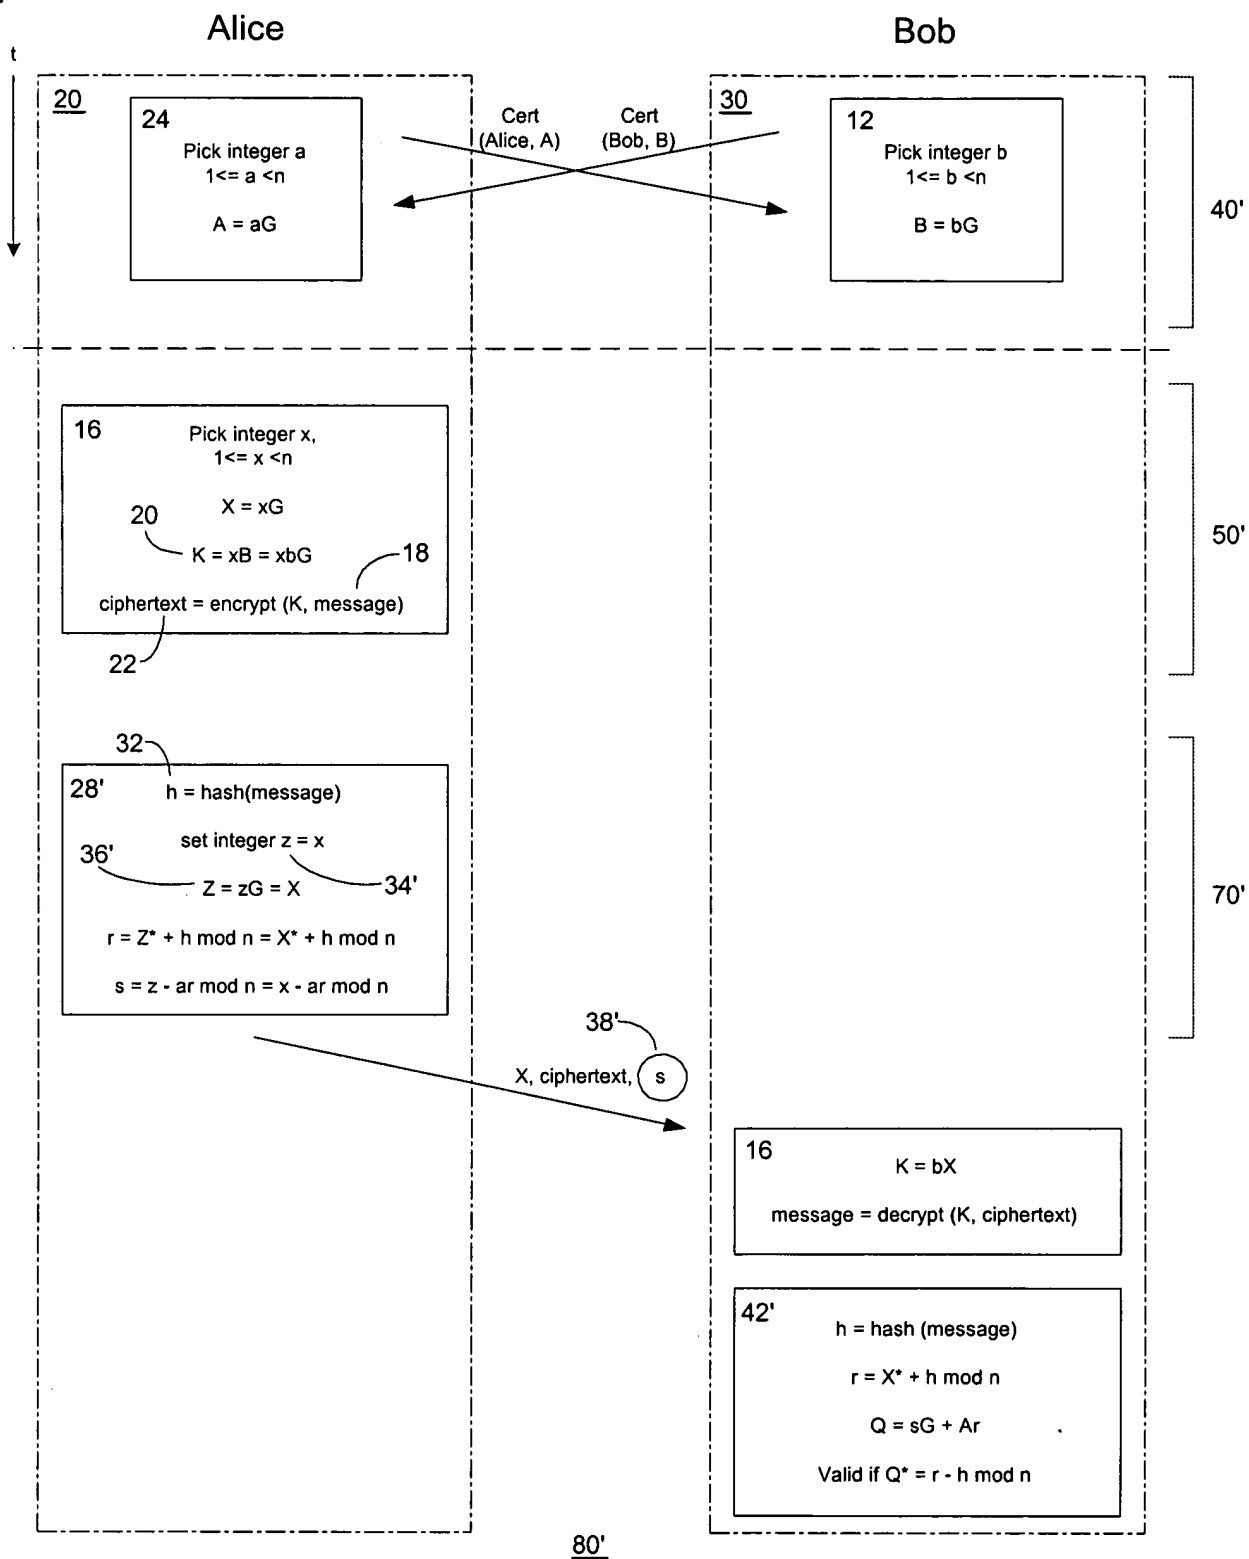 Alice
Bob
t
20
30
24
Pick integer a
1<= a <n
A = aG
Cert
(Alice, A)
Cert
(Bob, B)
12
Pick integer b
1<= b <n
B = bG
40'
16
Pick integer x,
1<= x <n
X = xG
20
K = xB = xbG
18
ciphertext = encrypt (K, message)
22
50'
32
28'
h = hash(message)
set integer z = x
36'
Z = zG = X
34'
r = Z* + h mod n = X* + h mod n
s = z - ar mod n = x - ar mod n
70'
38'
X, ciphertext, s
16
K = bX
message = decrypt (K, ciphertext)
42'
h = hash (message)
r = X* + h mod n
Q = sG + Ar
Valid if Q* = r - h mod n
80'